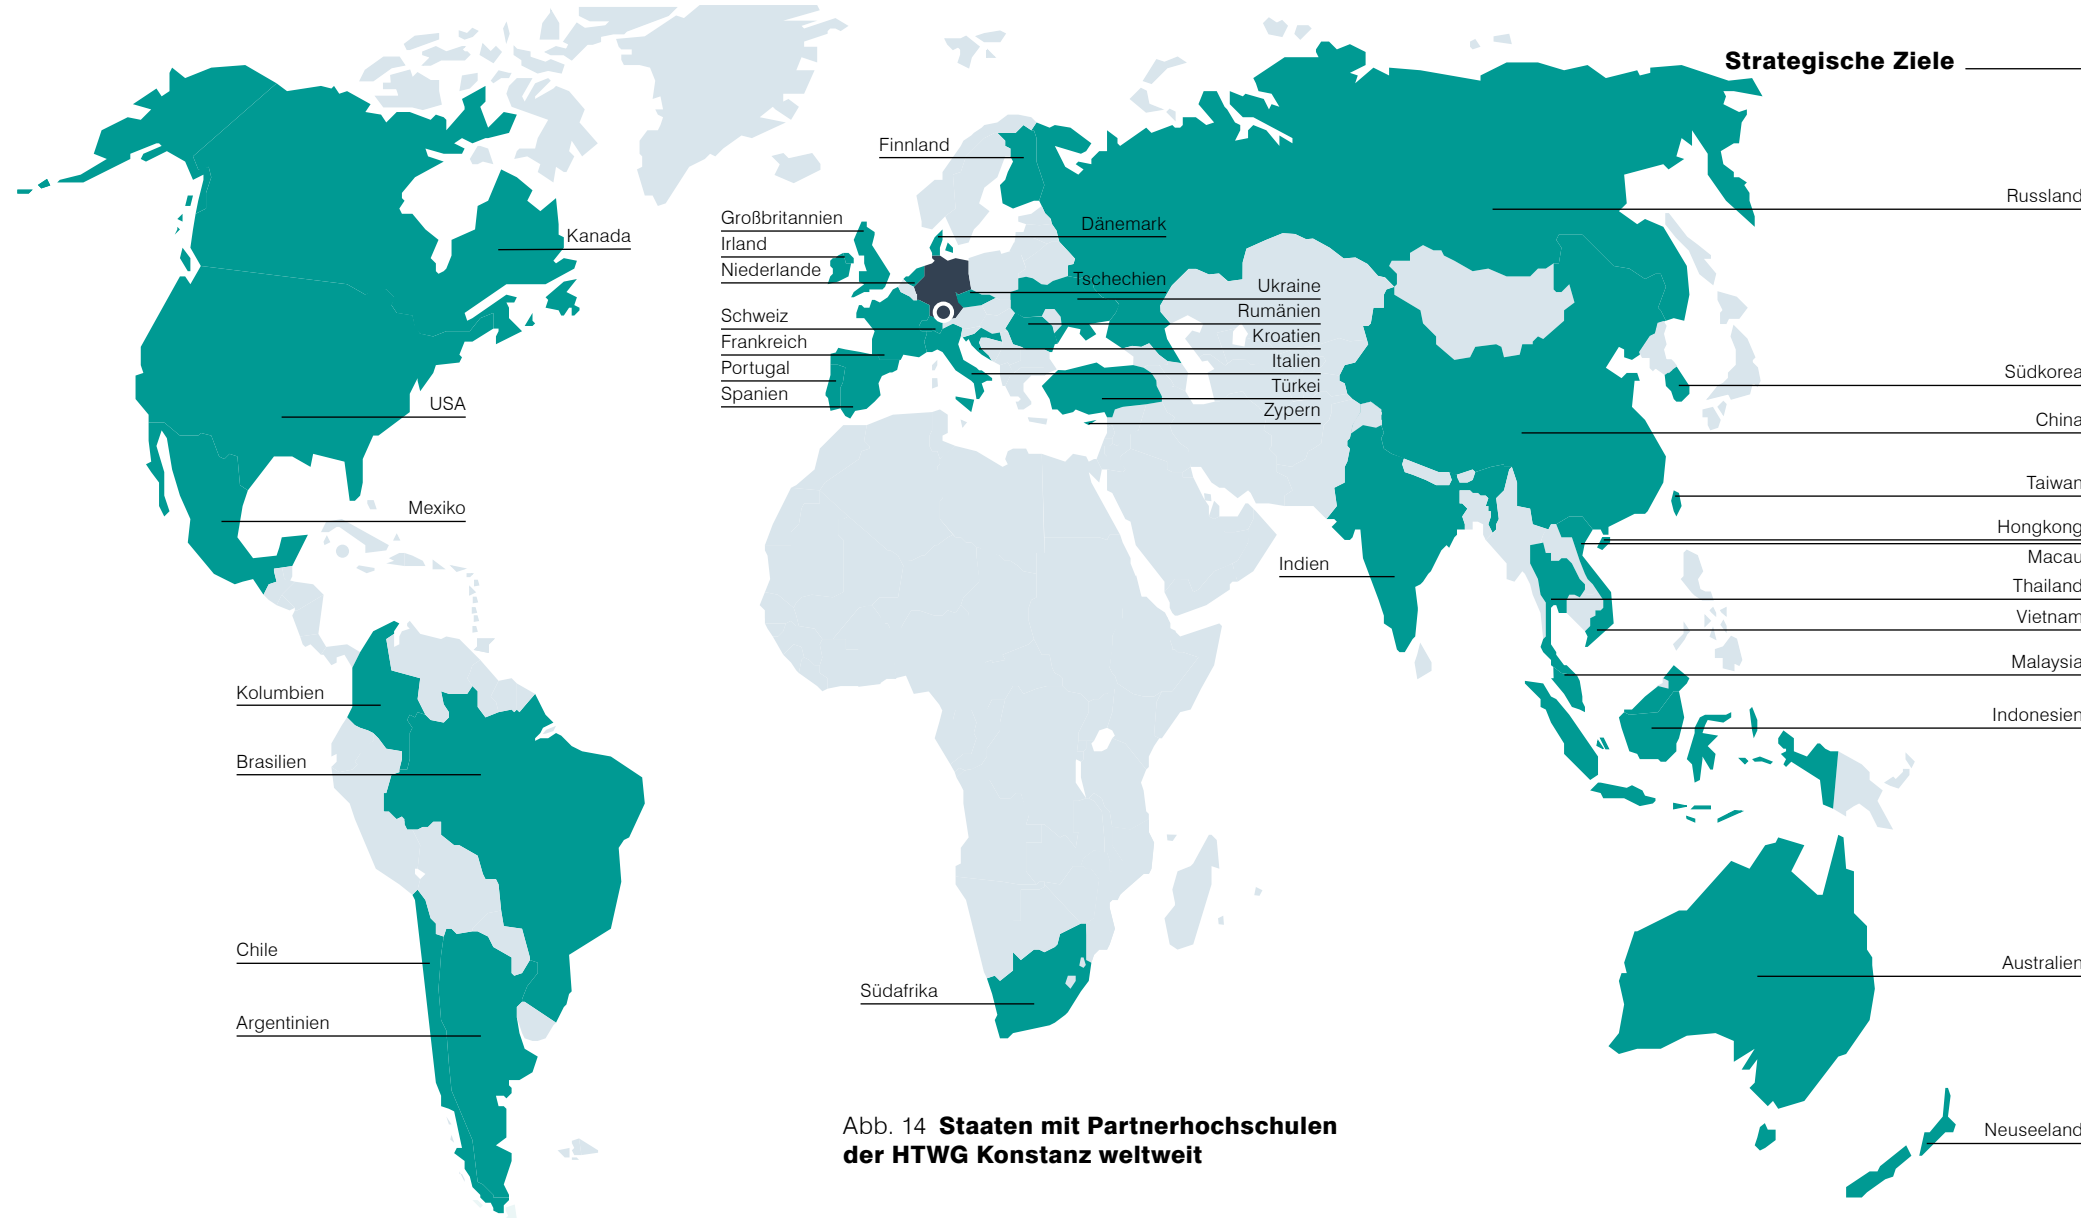 Strategische Ziele
Finnland
Russland
Großbritannien
Dänemark
Kanada
Irland
Niederlande
Tschechien
Ukraine
Rumänien
Schweiz
Kroatien
Frankreich
Italien
Portugal
Türkei
Südkorea
Spanien
Zypern
USA
China
Taiwan
Mexiko
Hongkong
Macau
Indien
Thailand
Vietnam
Malaysia
Kolumbien
Indonesien
Brasilien
Chile
Australien
Südafrika
Argentinien
Abb. 14 Staaten mit Partnerhochschulen
der HTWG Konstanz weltweit
Neuseeland